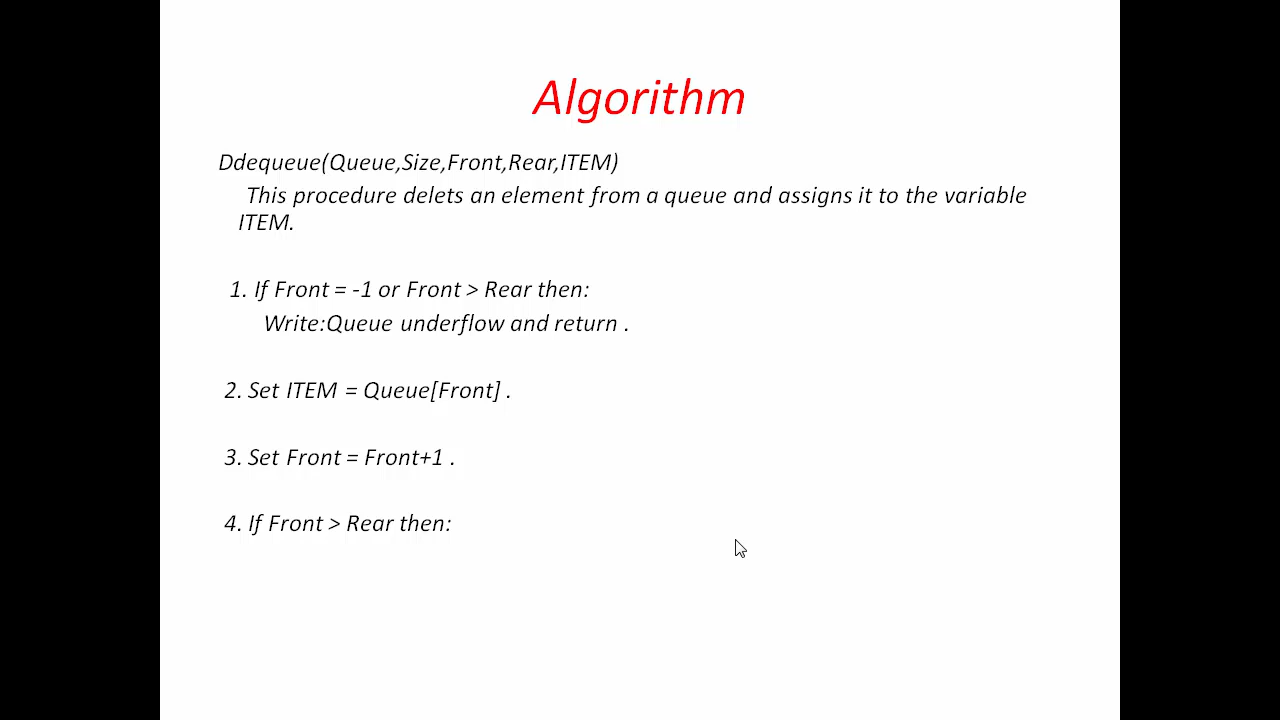 Algorithm
Ddequeue(Queue,Size,Front,Rear,ITEM)
This procedure delets an element from a queue and assigns it to the variable
ITEM.
1. If Front = -1 or Front > Rear then:
Write:Queue underflow and return .
2. Set ITEM = Queue[Front] .
3. Set Front = Front+1 .
4. If Front > Rear then: